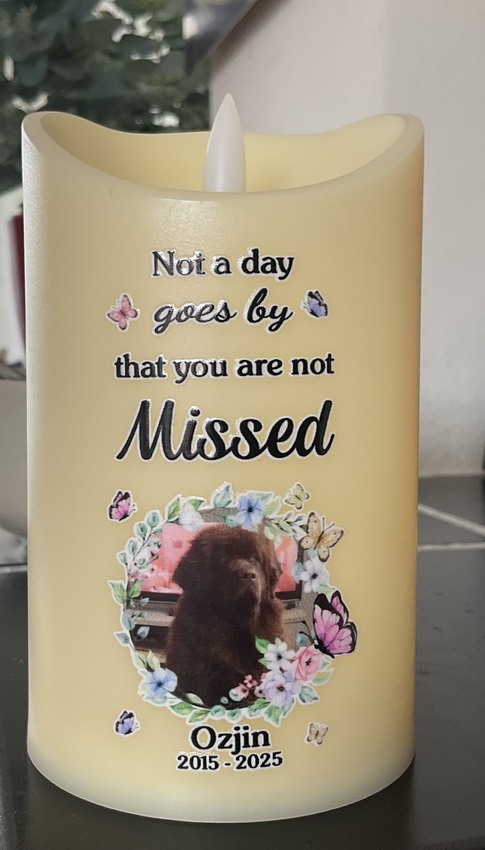 Not a day
goes by
that you are not
Missed
Ozjin
2015 - 2025